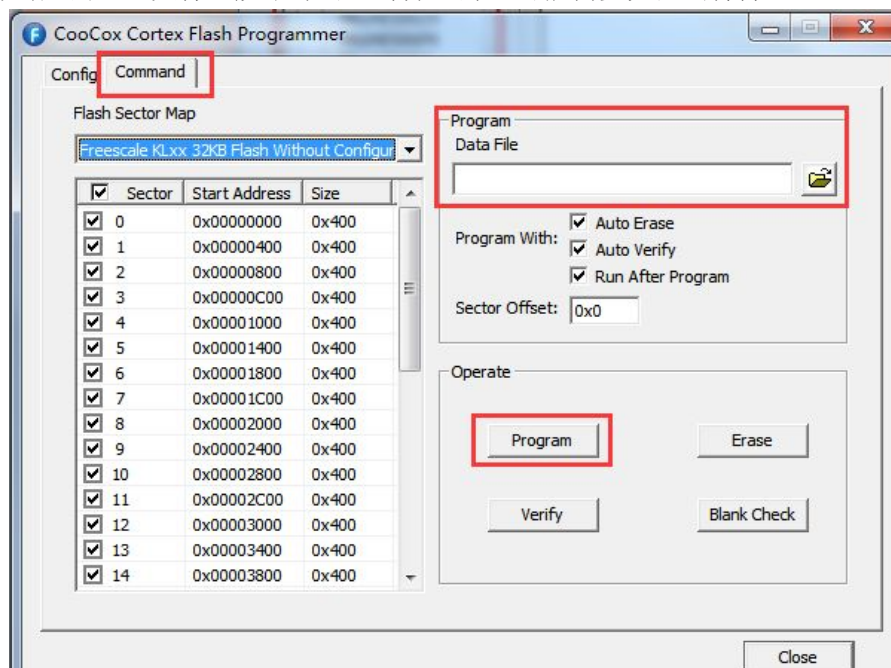 CooCox Cortex Flash Programmer
Config
Command
Flash Sector Map
Freescale KLxx 32KB Flash Without Configur
Sector Start Address Size
0 0x00000000 0x400
1 0x00000400 0x400
2 0x00000800 0x400
3 0x00000C00 0x400
4 0x00001000 0x400
5 0x00001400 0x400
6 0x00001800 0x400
7 0x00001C00 0x400
8 0x00002000 0x400
9 0x00002400 0x400
10 0x00002800 0x400
11 0x00002C00 0x400
12 0x00003000 0x400
13 0x00003400 0x400
14 0x00003800 0x400
Program
Data File
Program With:
Auto Erase
Auto Verify
Run After Program
Sector Offset: 0x0
Operate
Program
Erase
Verify
Blank Check
Close